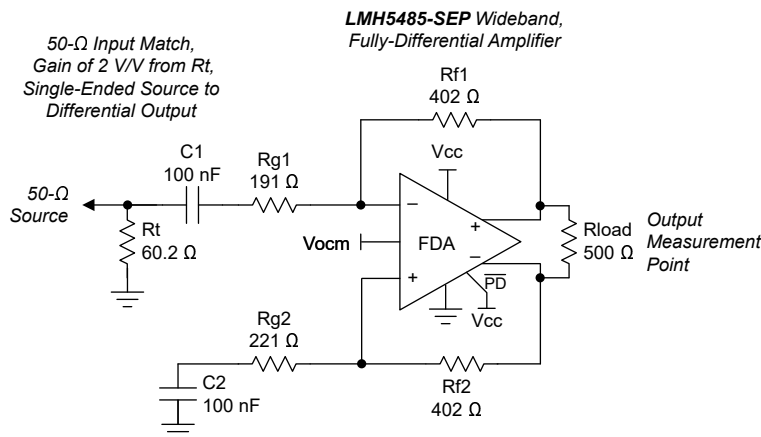 LMH5485-SEP Wideband,
Fully-Differential Amplifier
50-Ω Input Match,
Gain of 2 V/V from Rt,
Single-Ended Source to
Differential Output
Rf1
402 Ω
C1
100 nF
Rg1
191 Ω
Vcc
50-Ω
Source
Rt
60.2 Ω
−
+
Vocm
FDA
−
+
PD
Vcc
Rload
500 Ω
Output
Measurement
Point
Rg2
221 Ω
C2
100 nF
Rf2
402 Ω